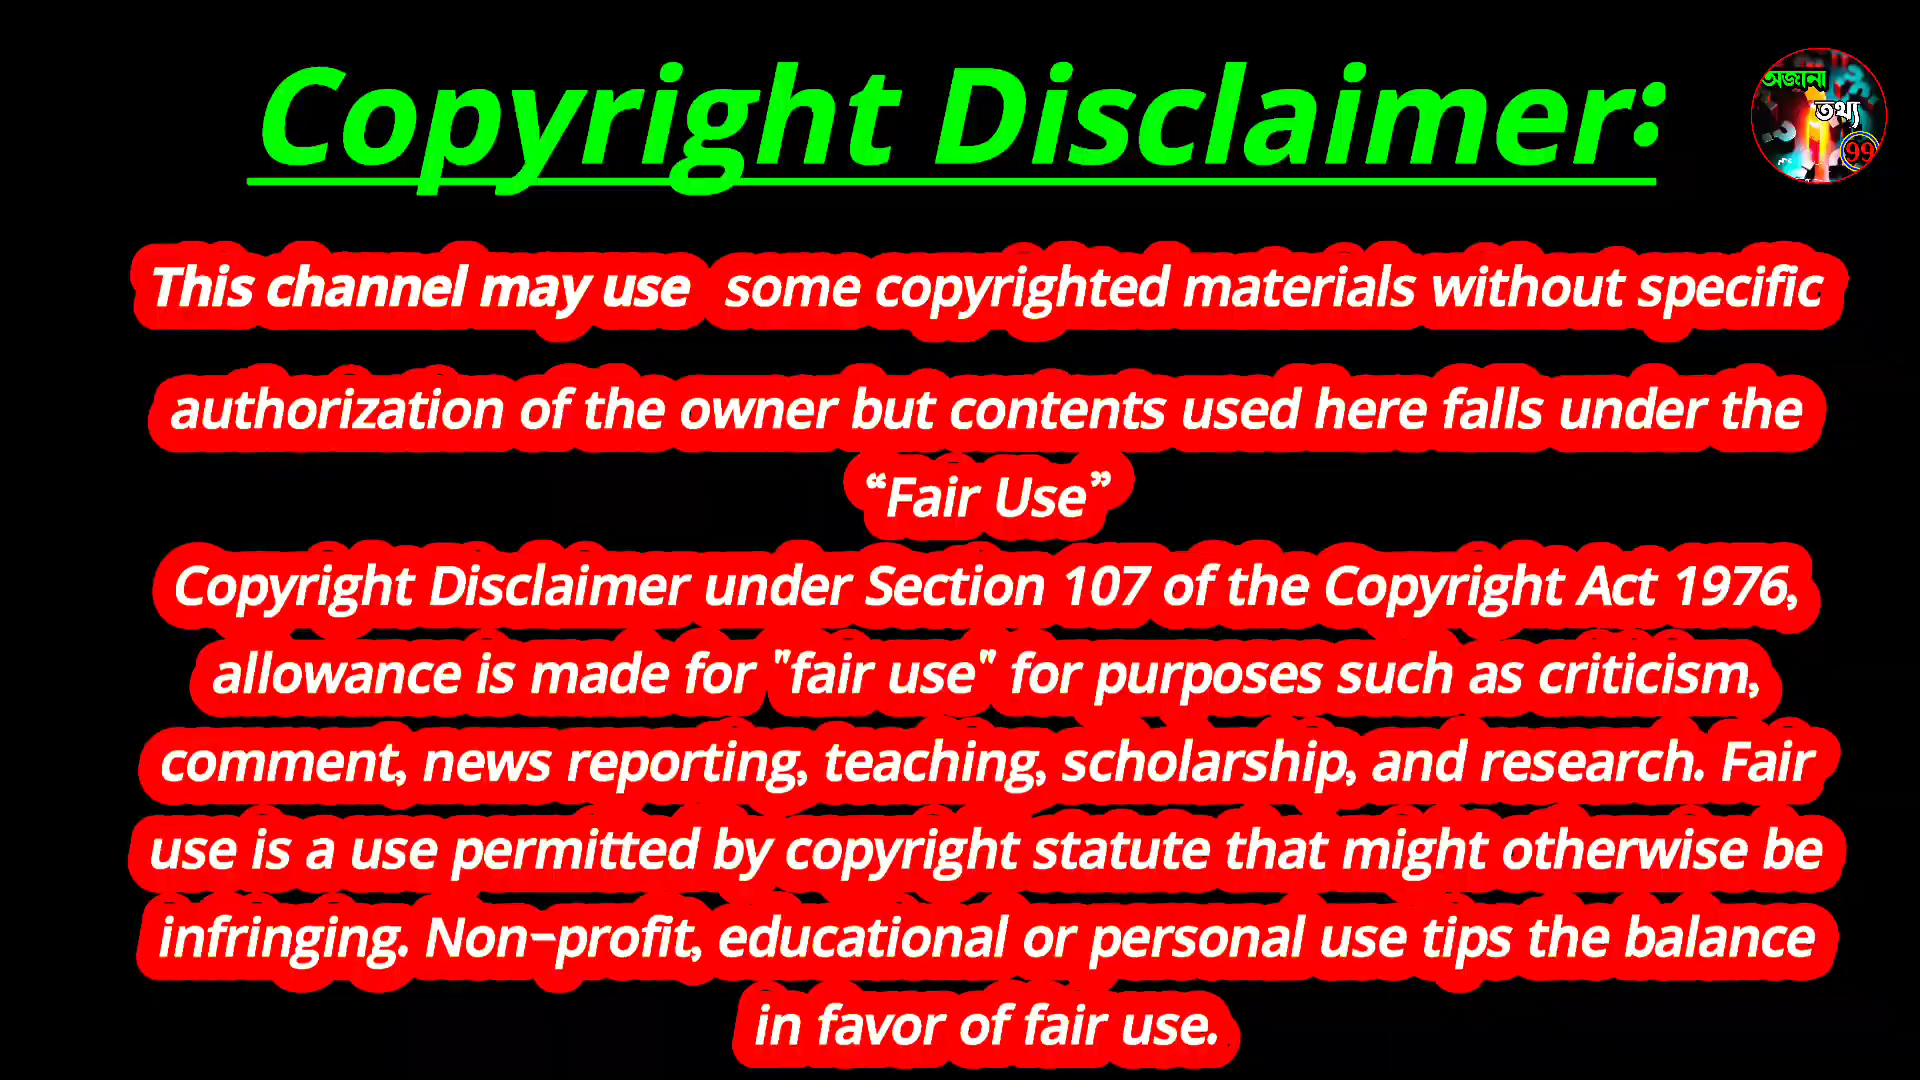 Copyright Disclaimer:
অজানা
তথ্য
99
This channel may use some copyrighted materials without specific
authorization of the owner but contents used here falls under the
“Fair Use”
Copyright Disclaimer under Section 107 of the Copyright Act 1976,
allowance is made for "fair use" for purposes such as criticism,
comment, news reporting, teaching, scholarship, and research. Fair
use is a use permitted by copyright statute that might otherwise be
infringing. Non-profit, educational or personal use tips the balance
in favor of fair use.